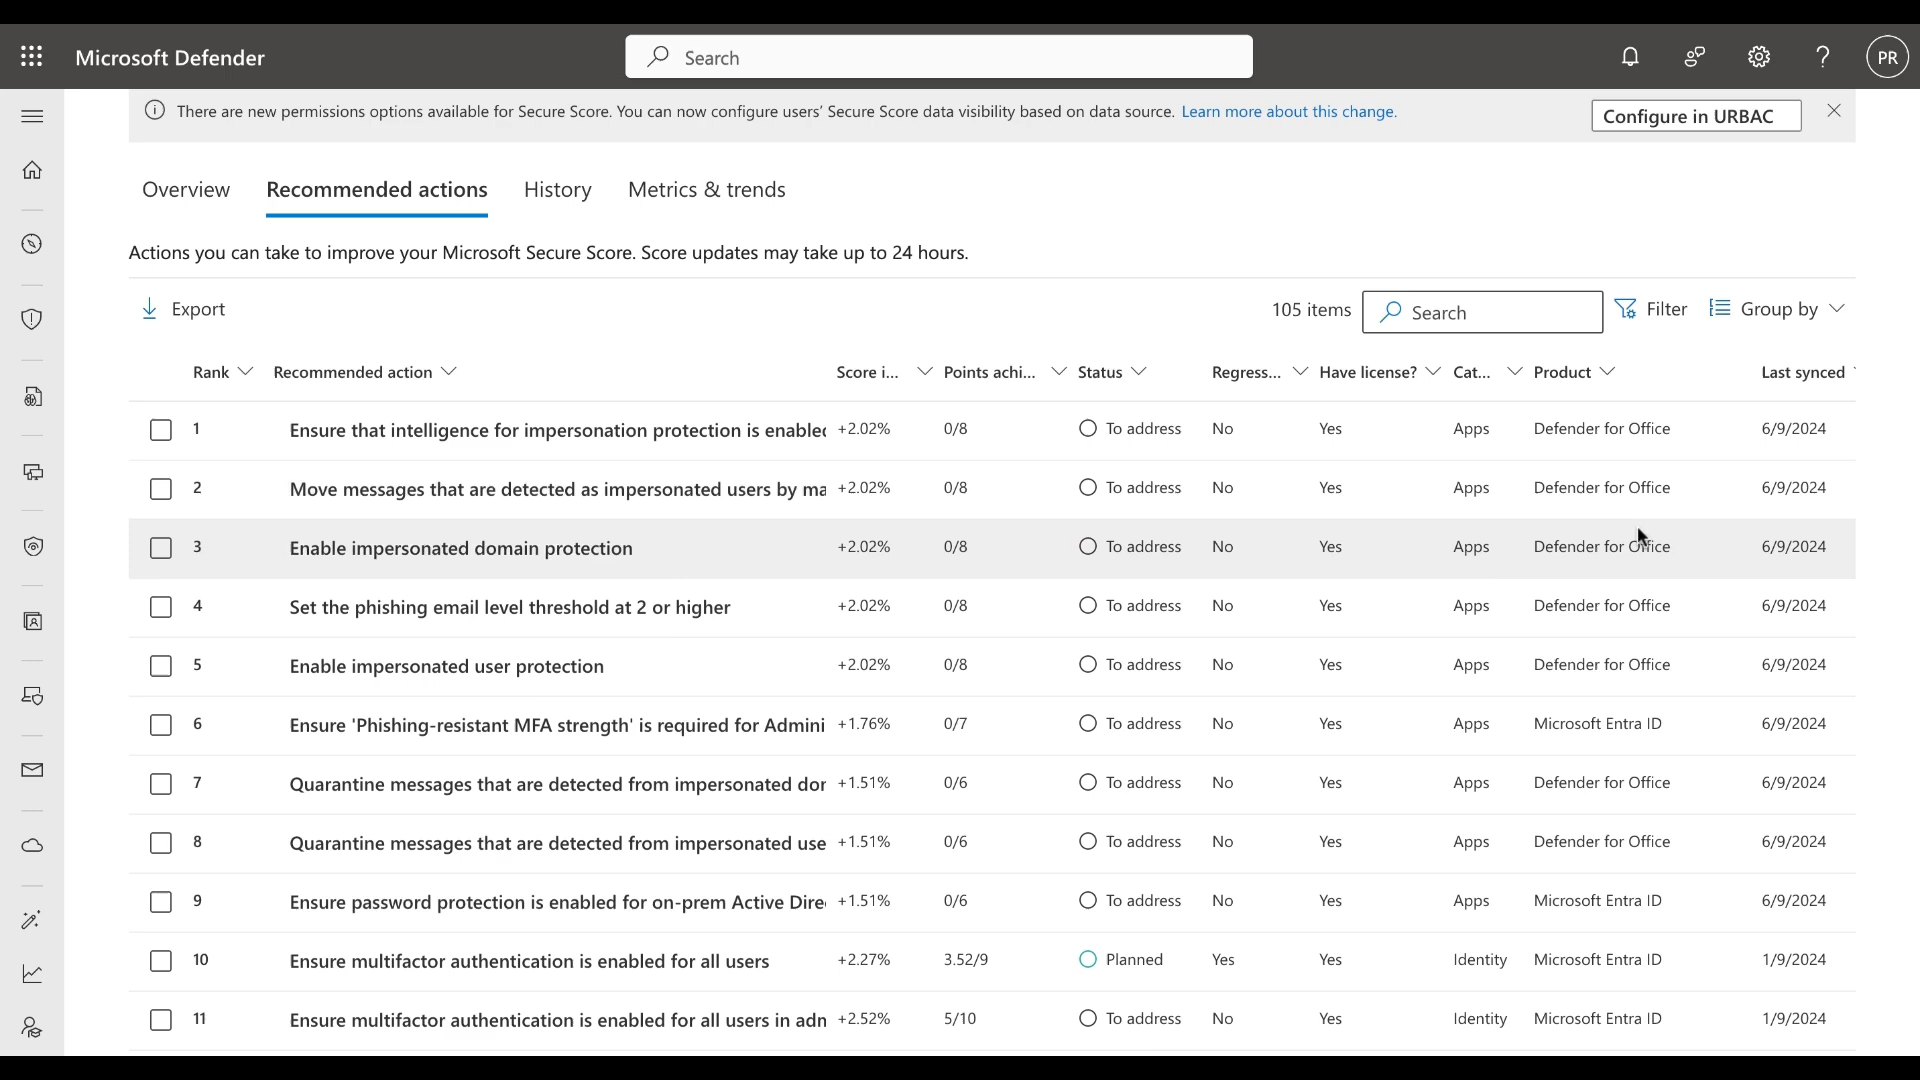 Microsoft Defender
Search
PR
There are new permissions options available for Secure Score. You can now configure users' Secure Score data visibility based on data source. Learn more about this change.
Configure in URBAC
Overview Recommended actions History Metrics & trends
Actions you can take to improve your Microsoft Secure Score. Score updates may take up to 24 hours.
Export 105 items Search Filter Group by
Rank Recommended action Score i... Points achi... Status Regress... Have license? Cat... Product Last synced
1 Ensure that intelligence for impersonation protection is enabled +2.02% 0/8 To address No Yes Apps Defender for Office 6/9/2024
2 Move messages that are detected as impersonated users by ma +2.02% 0/8 To address No Yes Apps Defender for Office 6/9/2024
3 Enable impersonated domain protection +2.02% 0/8 To address No Yes Apps Defender for Office 6/9/2024
4 Set the phishing email level threshold at 2 or higher +2.02% 0/8 To address No Yes Apps Defender for Office 6/9/2024
5 Enable impersonated user protection +2.02% 0/8 To address No Yes Apps Defender for Office 6/9/2024
6 Ensure 'Phishing-resistant MFA strength' is required for Admini +1.76% 0/7 To address No Yes Apps Microsoft Entra ID 6/9/2024
7 Quarantine messages that are detected from impersonated dor +1.51% 0/6 To address No Yes Apps Defender for Office 6/9/2024
8 Quarantine messages that are detected from impersonated use +1.51% 0/6 To address No Yes Apps Defender for Office 6/9/2024
9 Ensure password protection is enabled for on-prem Active Dire +1.51% 0/6 To address No Yes Apps Microsoft Entra ID 6/9/2024
10 Ensure multifactor authentication is enabled for all users +2.27% 3.52/9 Planned Yes Yes Identity Microsoft Entra ID 1/9/2024
11 Ensure multifactor authentication is enabled for all users in adn +2.52% 5/10 To address No Yes Identity Microsoft Entra ID 1/9/2024